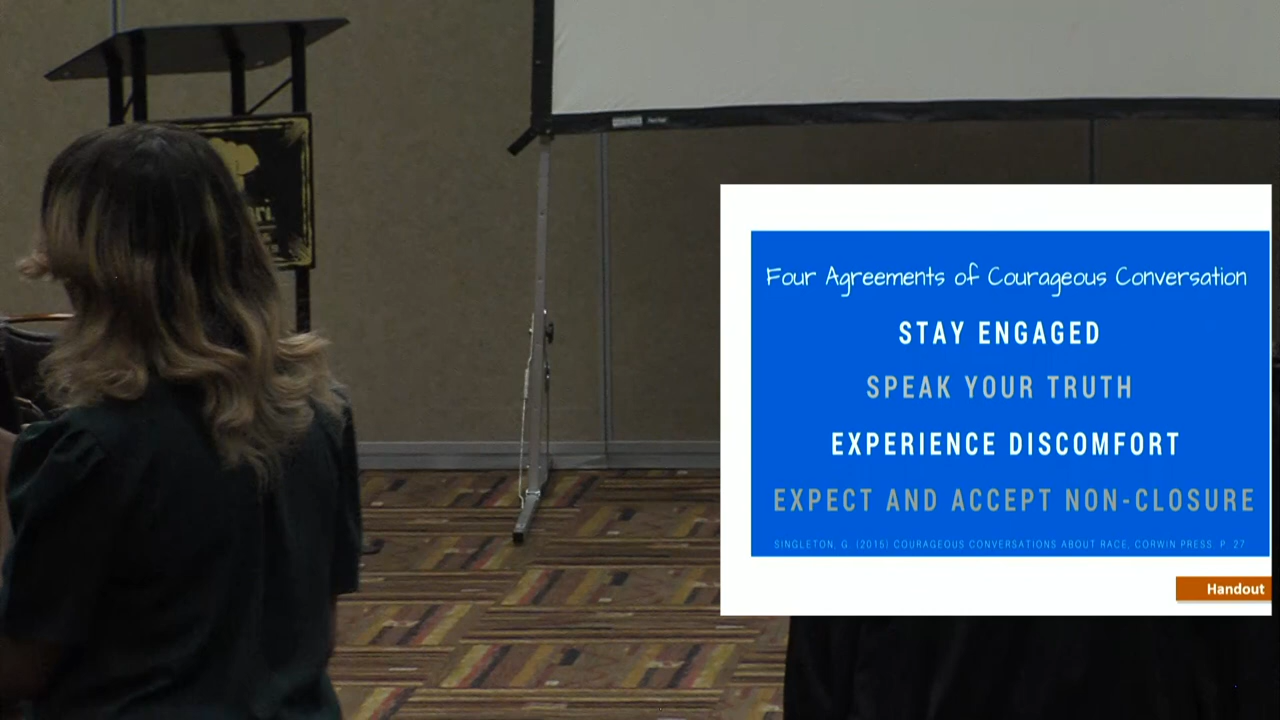 Four Agreements of Courageous Conversation
STAY ENGAGED
SPEAK YOUR TRUTH
EXPERIENCE DISCOMFORT
EXPECT AND ACCEPT NON-CLOSURE
SINGLETON, G. (2015) COURAGEOUS CONVERSATIONS ABOUT RACE, CORWIN PRESS. P. 27
Handout